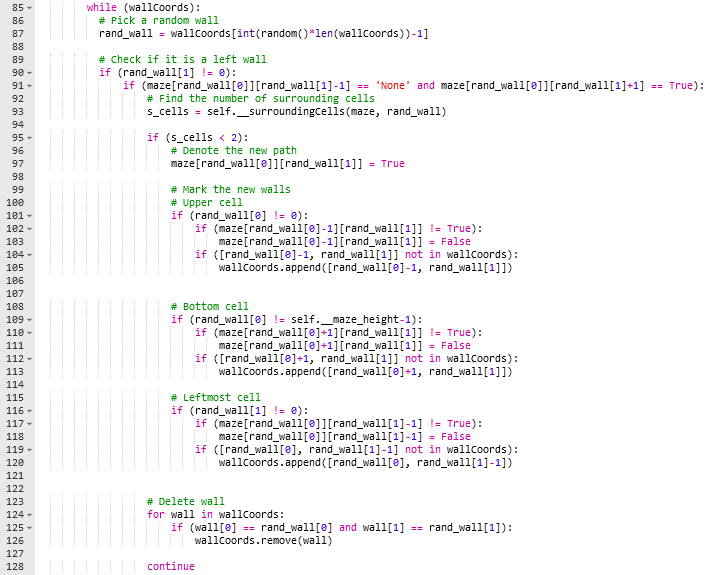 85 while (wallCoords):
86 # Pick a random wall
87 rand_wall = wallCoords[int(random()*len(wallCoords))-1]
88
89 # Check if it is a left wall
90 if (rand_wall[1] != 0):
91 if (maze[rand_wall[0]][rand_wall[1]-1] == 'None' and maze[rand_wall[0]][rand_wall[1]+1] == True):
92 # Find the number of surrounding cells
93 s_cells = self.__surroundingCells(maze, rand_wall)
94
95 if (s_cells < 2):
96 # Denote the new path
97 maze[rand_wall[0]][rand_wall[1]] = True
98
99 # Mark the new walls
100 # Upper cell
101 if (rand_wall[0] != 0):
102 if (maze[rand_wall[0]-1][rand_wall[1]] != True):
103 maze[rand_wall[0]-1][rand_wall[1]] = False
104 if ([rand_wall[0]-1, rand_wall[1]] not in wallCoords):
105 wallCoords.append([rand_wall[0]-1, rand_wall[1]])
106
107
108 # Bottom cell
109 if (rand_wall[0] != self.__maze_height-1):
110 if (maze[rand_wall[0]+1][rand_wall[1]] != True):
111 maze[rand_wall[0]+1][rand_wall[1]] = False
112 if ([rand_wall[0]+1, rand_wall[1]] not in wallCoords):
113 wallCoords.append([rand_wall[0]+1, rand_wall[1]])
114
115 # Leftmost cell
116 if (rand_wall[1] != 0):
117 if (maze[rand_wall[0]][rand_wall[1]-1] != True):
118 maze[rand_wall[0]][rand_wall[1]-1] = False
119 if ([rand_wall[0], rand_wall[1]-1] not in wallCoords):
120 wallCoords.append([rand_wall[0], rand_wall[1]-1])
121
122
123 # Delete wall
124 for wall in wallCoords:
125 if (wall[0] == rand_wall[0] and wall[1] == rand_wall[1]):
126 wallCoords.remove(wall)
127
128 continue